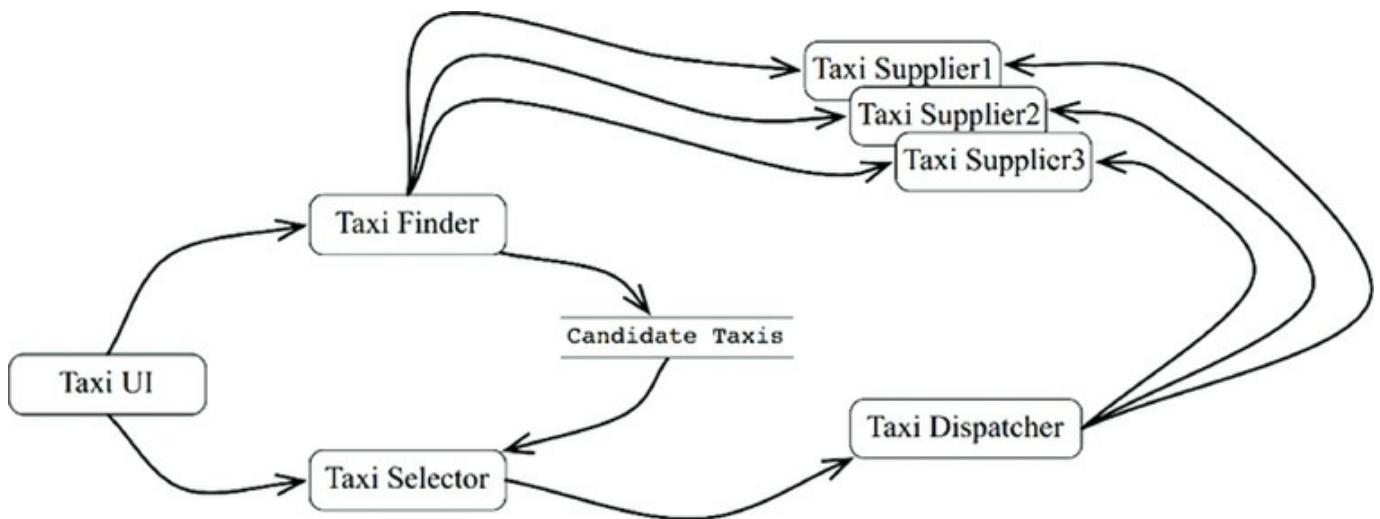 Taxi Supplier1
Taxi Supplier2
Taxi Supplier3
Taxi Finder
Candidate Taxis
Taxi UI
Taxi Dispatcher
Taxi Selector